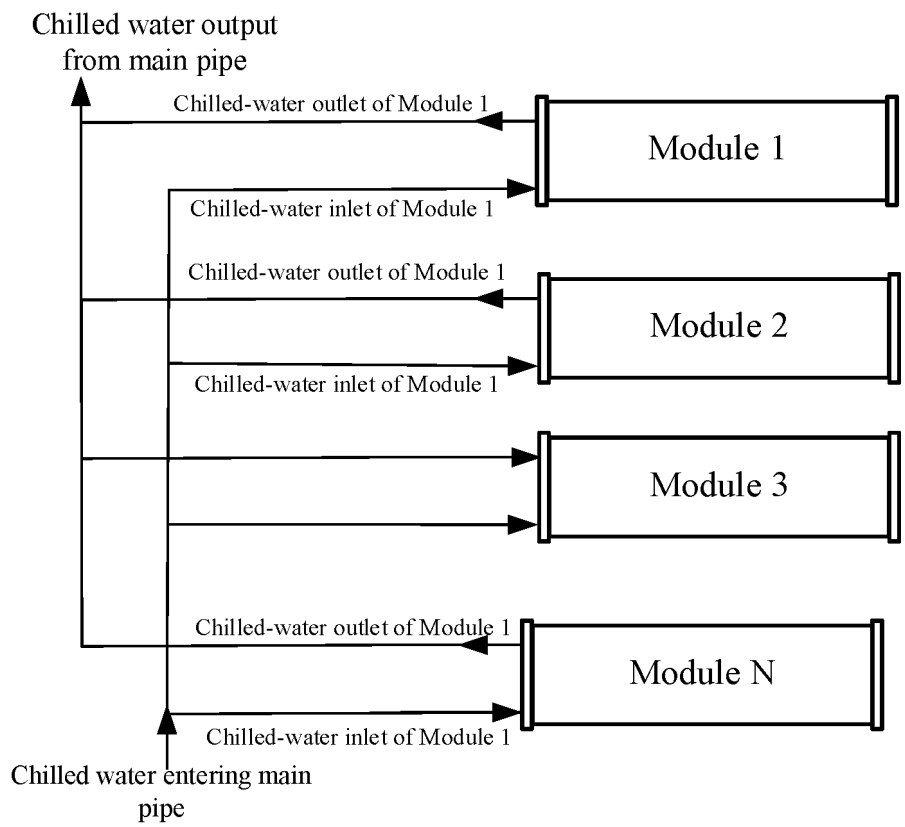 Chilled water output
from main pipe
Chilled-water outlet of Module 1
Module 1
Chilled-water inlet of Module 1
Chilled-water outlet of Module 1
Module 2
Chilled-water inlet of Module 1
Module 3
Chilled-water outlet of Module 1
Module N
Chilled-water inlet of Module 1
Chilled water entering main
pipe